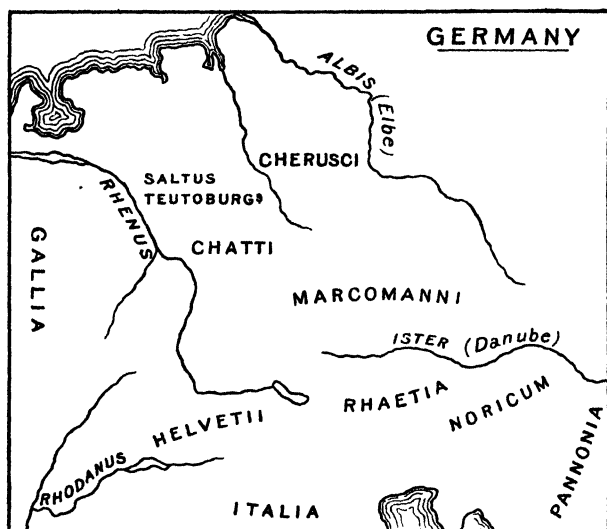 GERMANY
ALBIS (Elbe)
CHERUSCI
SALTUS
TEUTOBURGS
RHENUS
CHATTI
GALLIA
MARCOMANNI
ISTER (Danube)
RHAETIA
NORICUM
HELVETII
PANNONIA
RHODANUS
ITALIA